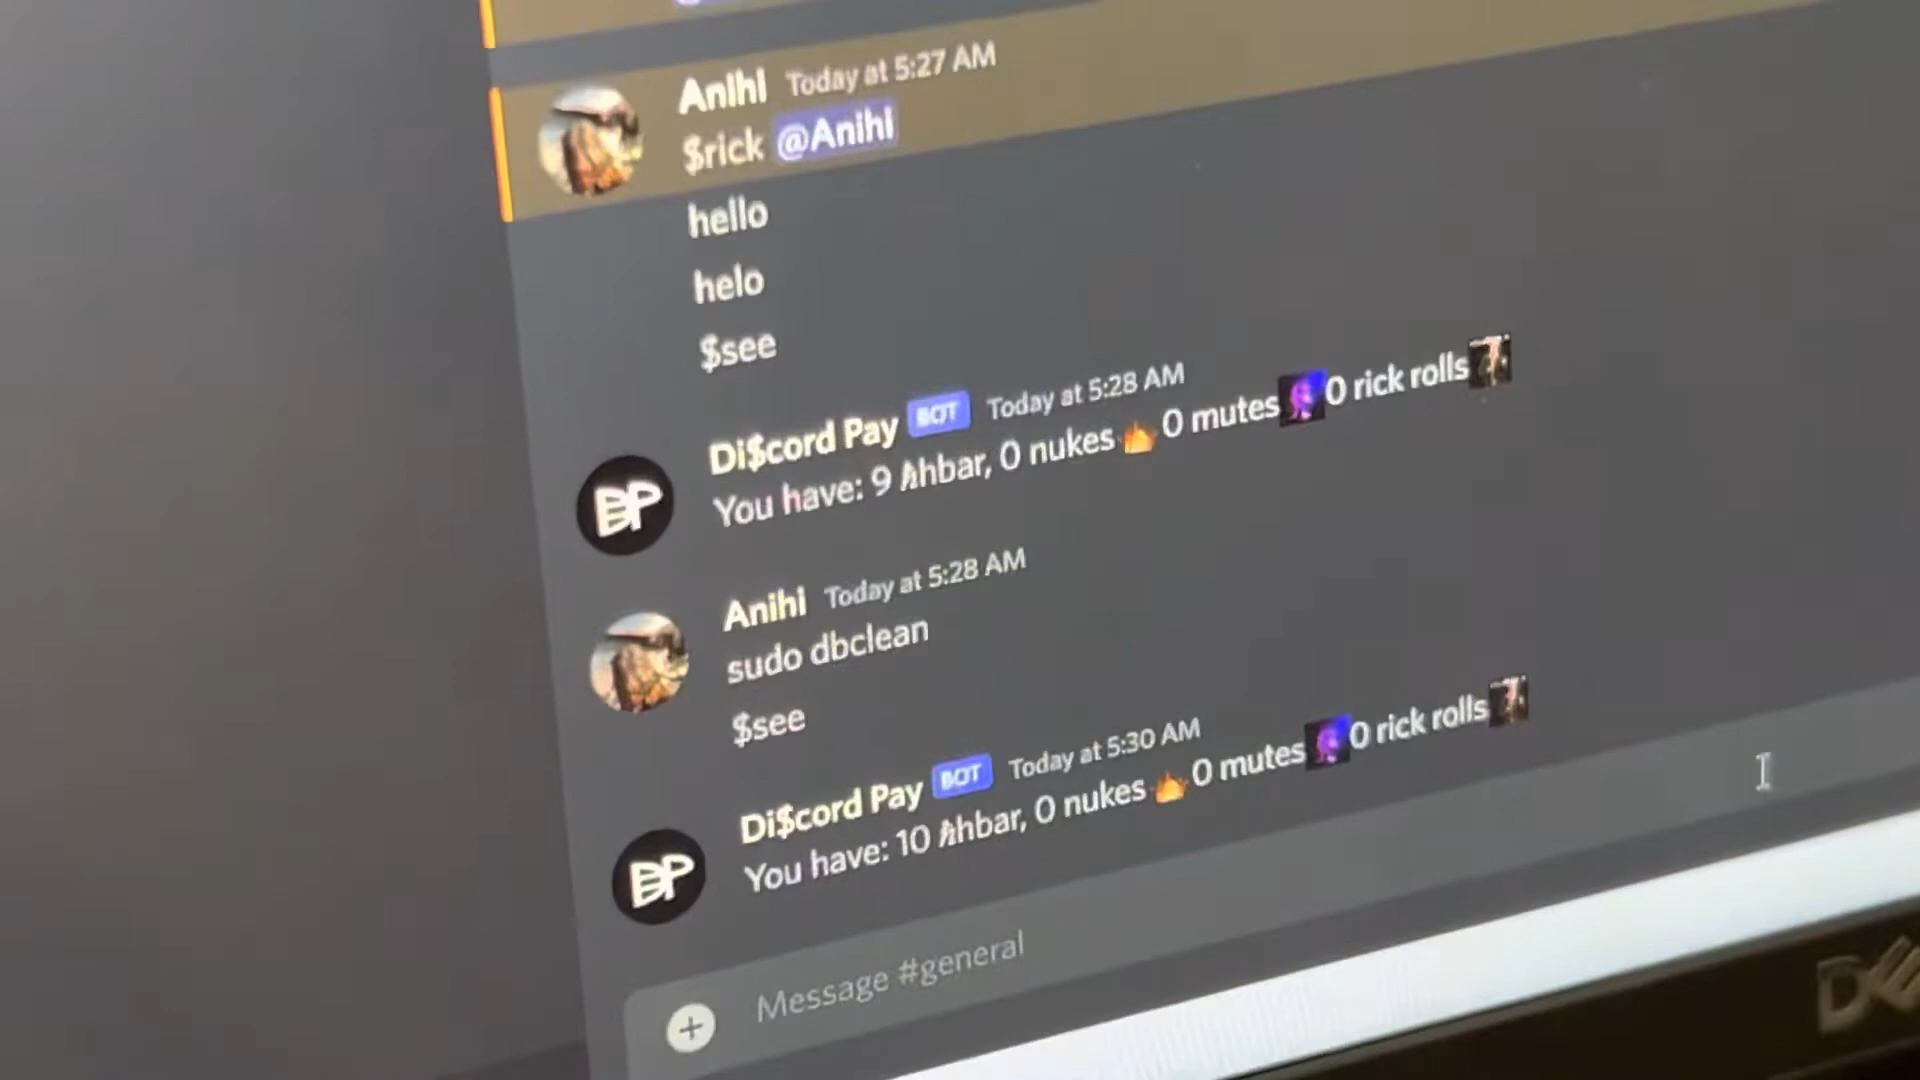 Anihi Today at 5:27 AM
$rick @Anihi
hello
helo
$see
Di$cord Pay BOT Today at 5:28 AM
You have: 9 Ahbar, 0 nukes 0 mutes 0 rick rolls
Anihi Today at 5:28 AM
sudo dbclean
$see
Di$cord Pay BOT Today at 5:30 AM
You have: 10 Ahbar, 0 nukes 0 mutes 0 rick rolls
Message #general